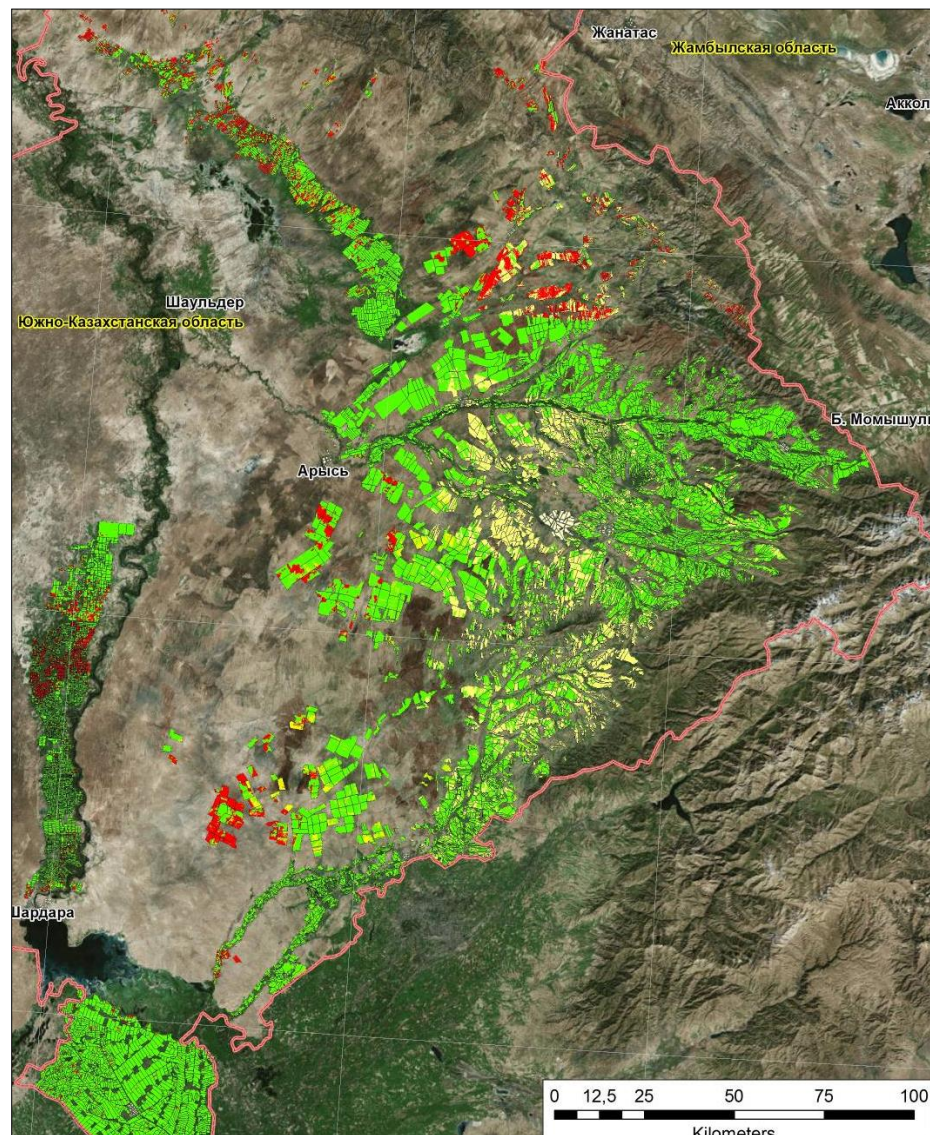 Жанатас
Жамбылская область
Аккол
Шаульдер
Южно-Казахстанская область
Б. Момышулы
Арысь
Шардара
0 12,5 25 50 75 100
Kilometers